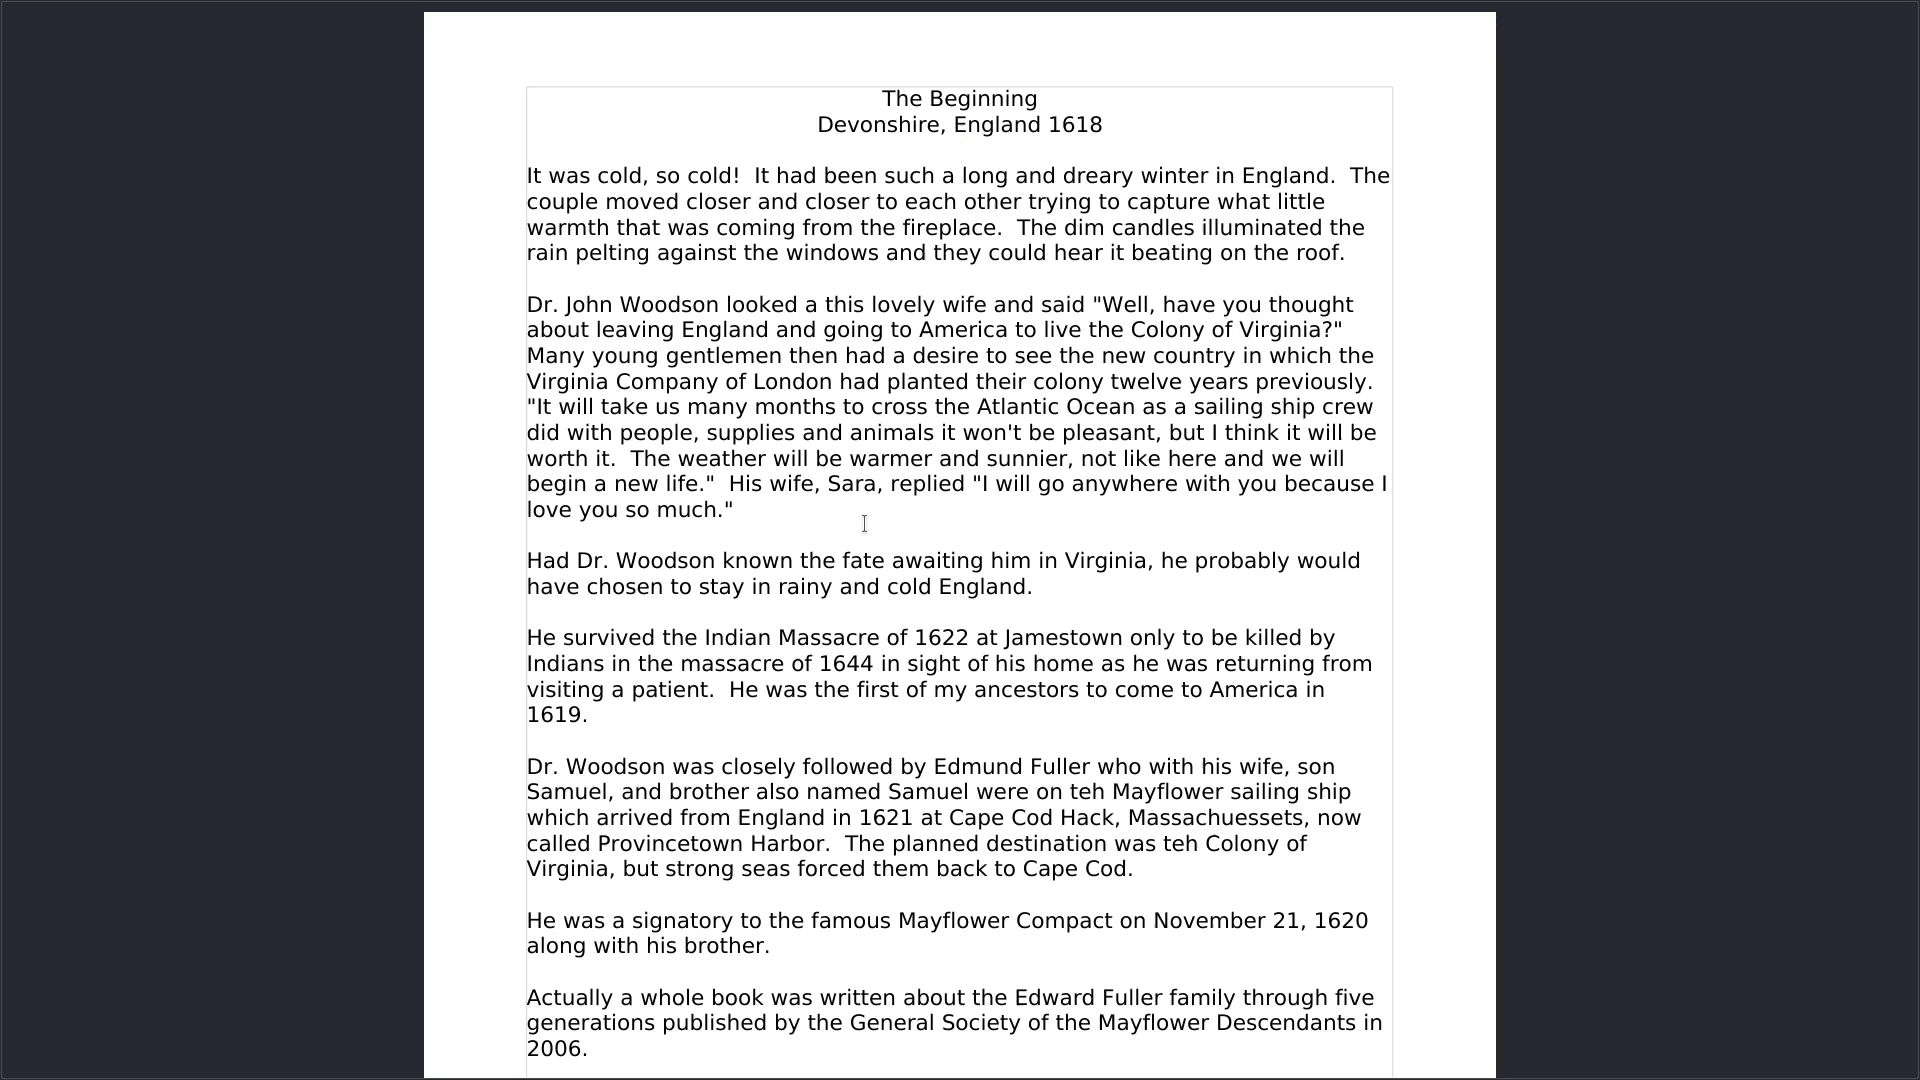 The Beginning
Devonshire, England 1618
It was cold, so cold!  It had been such a long and dreary winter in England.  The
couple moved closer and closer to each other trying to capture what little
warmth that was coming from the fireplace.  The dim candles illuminated the
rain pelting against the windows and they could hear it beating on the roof.
Dr. John Woodson looked a this lovely wife and said "Well, have you thought
about leaving England and going to America to live the Colony of Virginia?"
Many young gentlemen then had a desire to see the new country in which the
Virginia Company of London had planted their colony twelve years previously.
"It will take us many months to cross the Atlantic Ocean as a sailing ship crew
did with people, supplies and animals it won't be pleasant, but I think it will be
worth it.  The weather will be warmer and sunnier, not like here and we will
begin a new life."  His wife, Sara, replied "I will go anywhere with you because I
love you so much."
Had Dr. Woodson known the fate awaiting him in Virginia, he probably would
have chosen to stay in rainy and cold England.
He survived the Indian Massacre of 1622 at Jamestown only to be killed by
Indians in the massacre of 1644 in sight of his home as he was returning from
visiting a patient.  He was the first of my ancestors to come to America in
1619.
Dr. Woodson was closely followed by Edmund Fuller who with his wife, son
Samuel, and brother also named Samuel were on teh Mayflower sailing ship
which arrived from England in 1621 at Cape Cod Hack, Massachuessets, now
called Provincetown Harbor.  The planned destination was teh Colony of
Virginia, but strong seas forced them back to Cape Cod.
He was a signatory to the famous Mayflower Compact on November 21, 1620
along with his brother.
Actually a whole book was written about the Edward Fuller family through five
generations published by the General Society of the Mayflower Descendants in
2006.